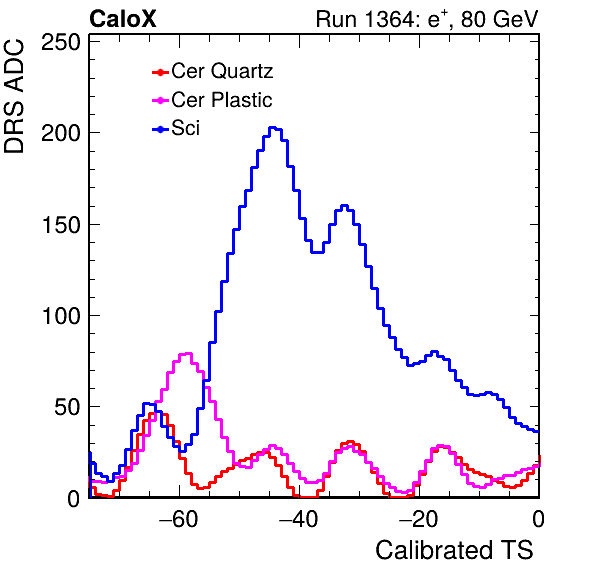 CaloX Run 1364: e⁺, 80 GeV
DRS ADC
250
200
150
100
50
0
Cer Quartz
Cer Plastic
Sci
−60 −40 −20 0
Calibrated TS